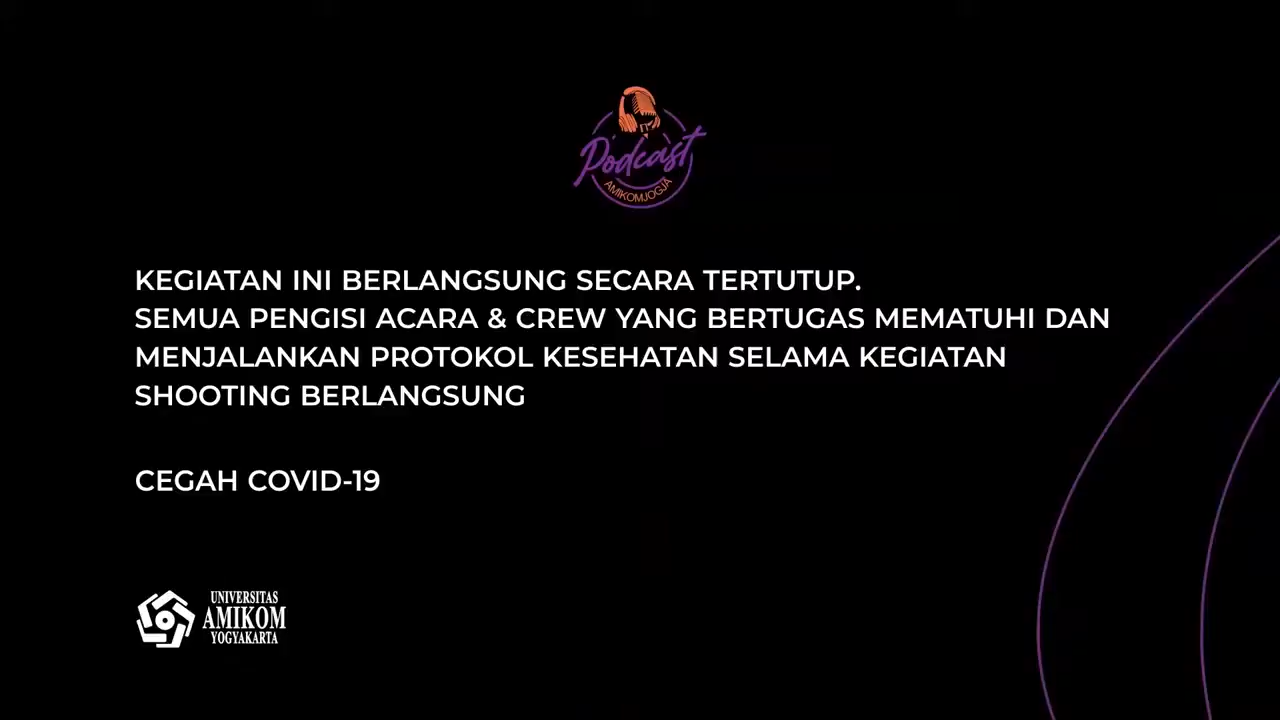 Podcast
AMIKOMJOGJA
KEGIATAN INI BERLANGSUNG SECARA TERTUTUP.
SEMUA PENGISI ACARA & CREW YANG BERTUGAS MEMATUHI DAN
MENJALANKAN PROTOKOL KESEHATAN SELAMA KEGIATAN
SHOOTING BERLANGSUNG
CEGAH COVID-19
UNIVERSITAS
AMIKOM
YOGYAKARTA